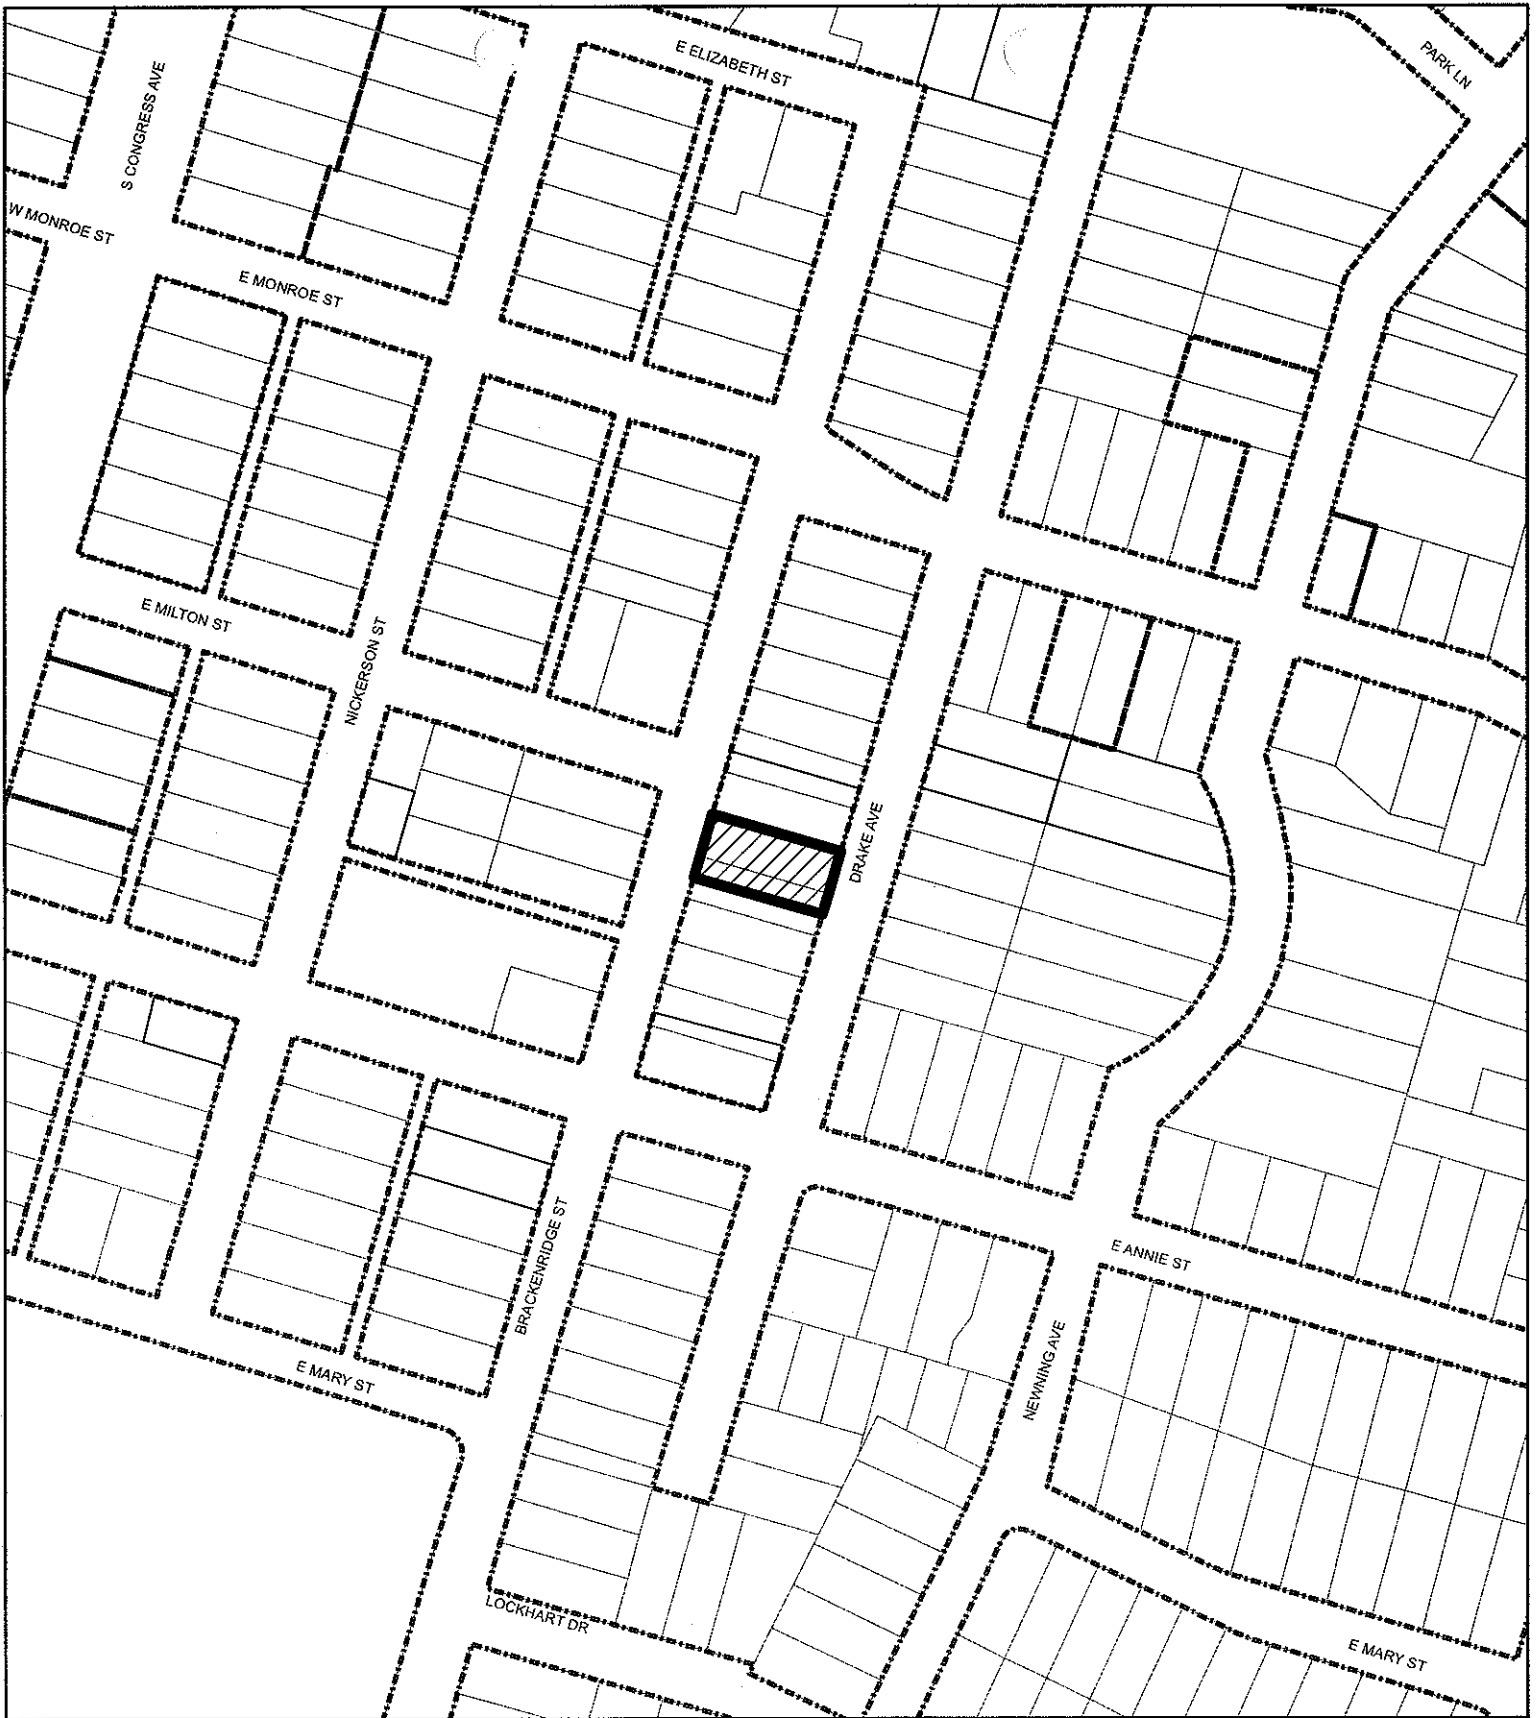 E ELIZABETH ST
PARK LN
S CONGRESS AVE
W MONROE ST
E MONROE ST
E MILTON ST
NICKERSON ST
DRAKE AVE
BRACKENRIDGE ST
E ANNIE ST
NEWNING AVE
E MARY ST
LOCKHART DR
E MARY ST